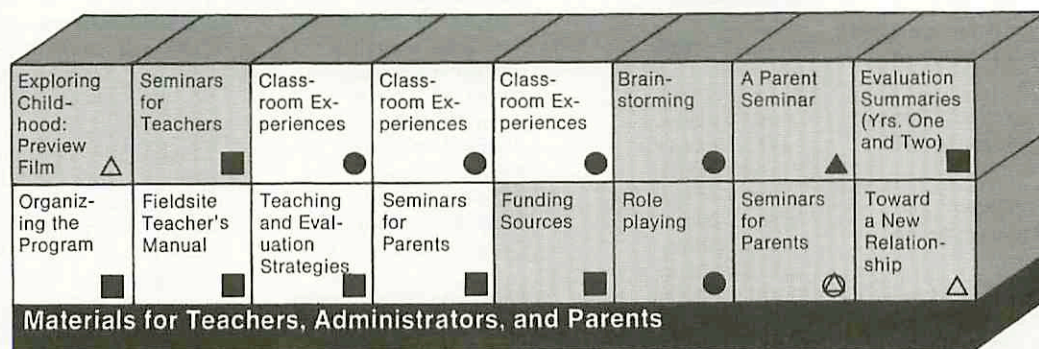 Exploring
Child-
hood:
Preview
Film
Seminars
for
Teachers
Class-
room Ex-
periences
Class-
room Ex-
periences
Class-
room Ex-
periences
Brain-
storming
A Parent
Seminar
Evaluation
Summaries
(Yrs. One
and Two)
Organiz-
ing the
Program
Fieldsite
Teacher's
Manual
Teaching
and Eval-
uation
Strategies
Seminars
for
Parents
Funding
Sources
Role
playing
Seminars
for
Parents
Toward
a New
Relation-
ship
Materials for Teachers, Administrators, and Parents